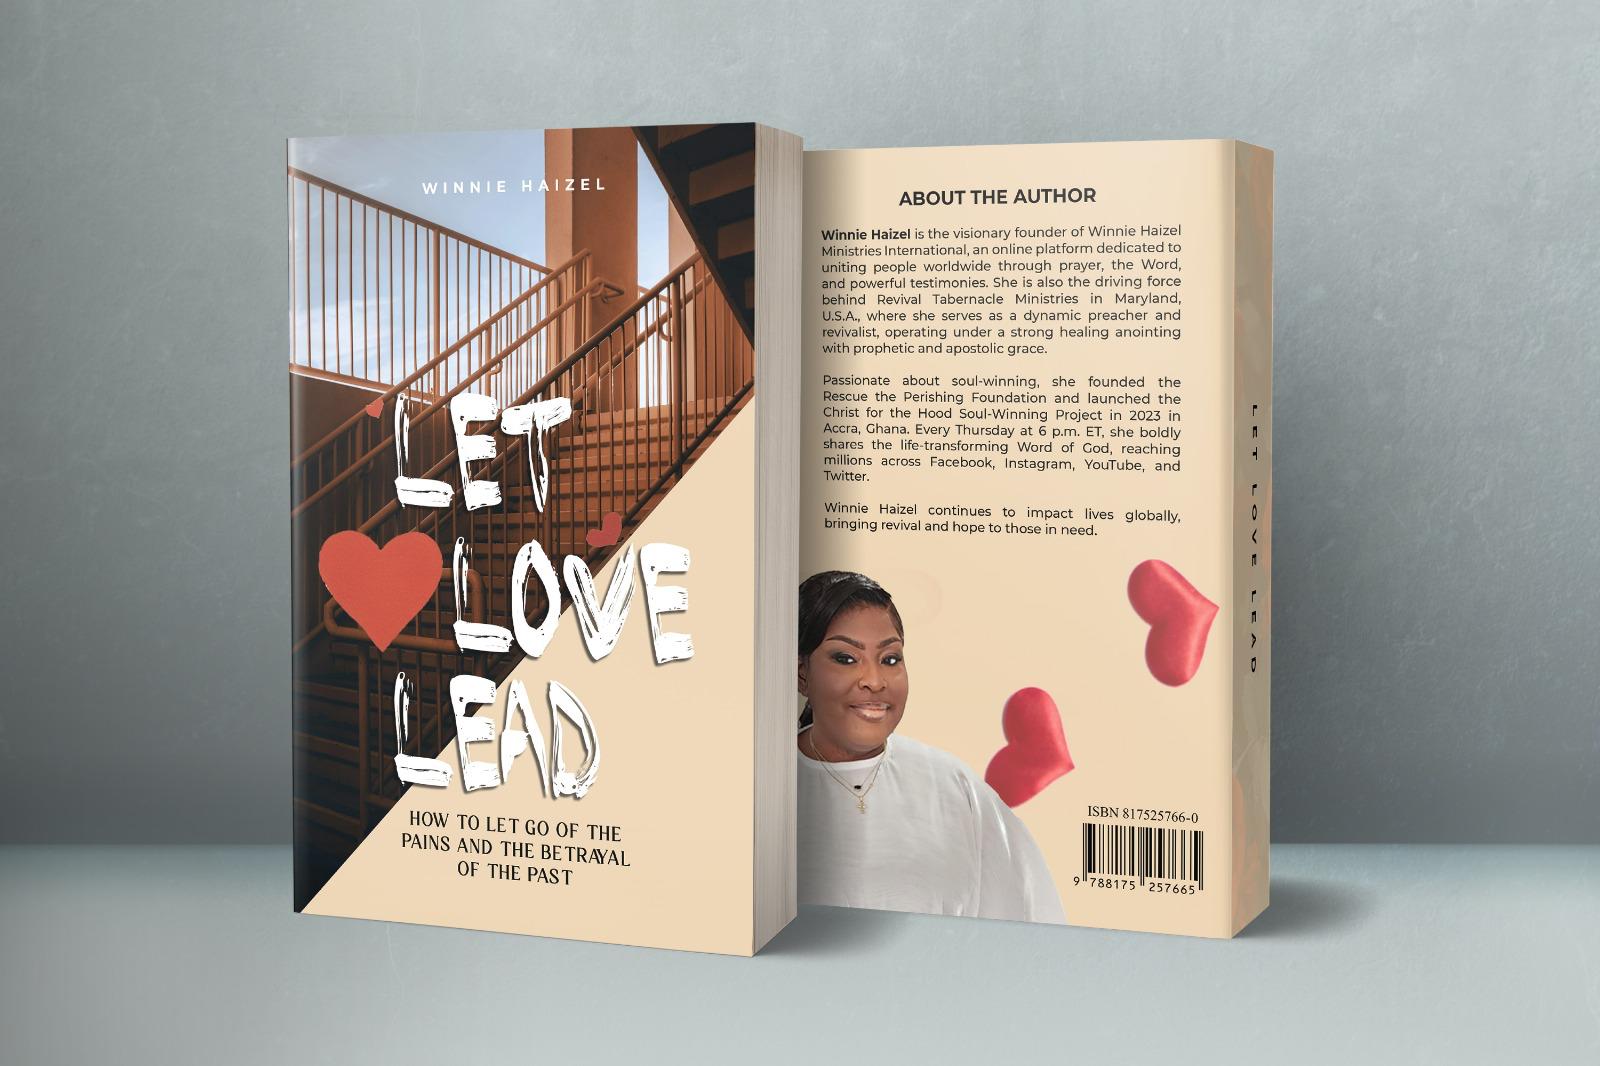 WINNIE HAIZEL
LET
LOVE
LEAD
HOW TO LET GO OF THE
PAINS AND THE BETRAYAL
OF THE PAST
ABOUT THE AUTHOR
Winnie Haizel is the visionary founder of Winnie Haizel
Ministries International, an online platform dedicated to
uniting people worldwide through prayer, the Word,
and powerful testimonies. She is also the driving force
behind Revival Tabernacle Ministries in Maryland,
U.S.A., where she serves as a dynamic preacher and
revivalist, operating under a strong healing anointing
with prophetic and apostolic grace.
Passionate about soul-winning, she founded the
Rescue the Perishing Foundation and launched the
Christ for the Hood Soul-Winning Project in 2023 in
Accra, Ghana. Every Thursday at 6 p.m. ET, she boldly
shares the life-transforming Word of God, reaching
millions across Facebook, Instagram, YouTube, and
Twitter.
Winnie Haizel continues to impact lives globally,
bringing revival and hope to those in need.
ISBN 817525766-0
9 788175 257665
LET LOVE LEAD